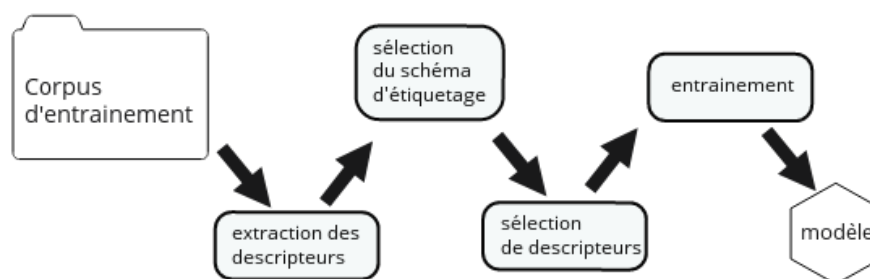 Corpus
d'entrainement
extraction des
descripteurs
sélection
du schéma
d'étiquetage
sélection
de descripteurs
entrainement
modèle